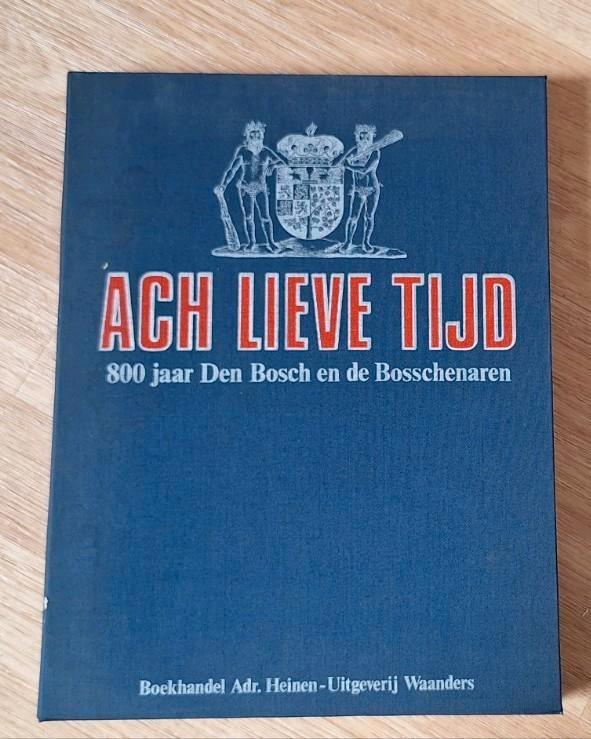 ACH LIEVE TIJD
800 jaar Den Bosch en de Bosschenaren
Boekhandel Adr. Heinen-Uitgeverij Waanders